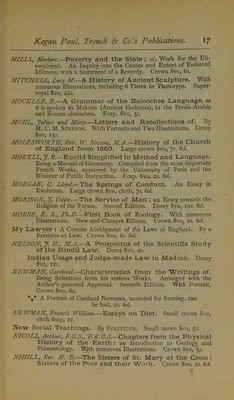 Kegan Paul, Trench & Co.'s Publications. 17
MILLS, Herbert.—Poverty and the State; or, Work for the Un-
employed. An Inquiry into the Causes and Extent of Enforced
Idleness, with a Statement of a Remedy. Crown 8vo, 6s.
MITCHELL, Lucy M.—A History of Ancient Sculpture. With
numerous Illustrations, including 6 Plates in Phototype. Super-
royal 8vo, 42s.
MOCKLER, E.—A Grammar of the Baloochee Language, as
it is spoken in Makran (Ancient Gedrosia), in the Persia-Arabic
and Roman characters. Fcap. 8vo, 5s.
MOHL, Julius and Mary.—Letters and Recollections of. By
M. C. M. SIMPSON. With Portraits and Two Illustrations. Demy
8vo, 15s.
MOLESWORTH, Rev. W. Nassau, M.A.—History of the Church
of England from 1660. Large crown 8vo, 7s. 6d.
MORELL, J. R.—Euclid Simplified in Method and Language.
Being a Manual of Geometry. Compiled from the most important
French Works, approved by the University of Paris and the
Minister of Public Instruction. Fcap. 8vo, 2s. 6d.
MORGAN, C. Lloyd.—The Springs of Conduct. An Essay in
Evolution. Large crown 8vo, cloth, 7s. 6d.
MORISON, J. Cotter.—The Service of Man: an Essay towards the
Religion of the Future. Second Edition. Demy 8vo, 10s. 6d.
MORSE, E. S., Ph.D.—First Book of Zoology. With numerous
Illustrations. New and Cheaper Edition. Crown 8vo, 2s. 6d.
My Lawyer: A Concise Abridgment of the Laws of England. By a
Barrister-at-Law. Crown 8vo, 6s. 6d.
NELSON, J. H., M.A.—A Prospectus of the Scientific Study
of the Hindû Law. Demy 8vo, 9s.
Indian Usage and Judge-made Law in Madras. Demy
8vo, 12s.
NEWMAN, Cardinal.—Characteristics from the Writings of.
Being Selections from his various Works. Arranged with the
Author's personal Approval. Seventh Edition. With Portrait.
Crown 8vo, 6s.
*** A Portrait of Cardinal Newman, mounted for framing, can
be had, 2s. 6d.
NEWMAN, Francis William.—Essays on Diet. Small crown 8vo,
cloth limp, 2s.
New Social Teachings. By POLITICUS. Small crown 8vo, 5s.
NICOLS, Arthur, F.G.S., F.R.G.S.—Chapters from the Physical
History of the Earth: an Introduction to Geology and
Palæontology. With numerous Illustrations. Crown 8vo, 5s.
NIHILL, Rev. H. D.—The Sisters of St. Mary at the Cross:
Sisters of the Poor and their Work. Crown 8vo, 2s. 6d.